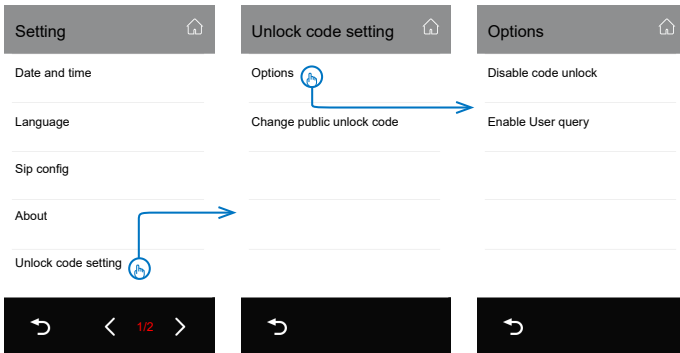 Setting
Date and time
Language
Sip config
About
Unlock code setting
1/2
Unlock code setting
Options
Change public unlock code
Options
Disable code unlock
Enable User query